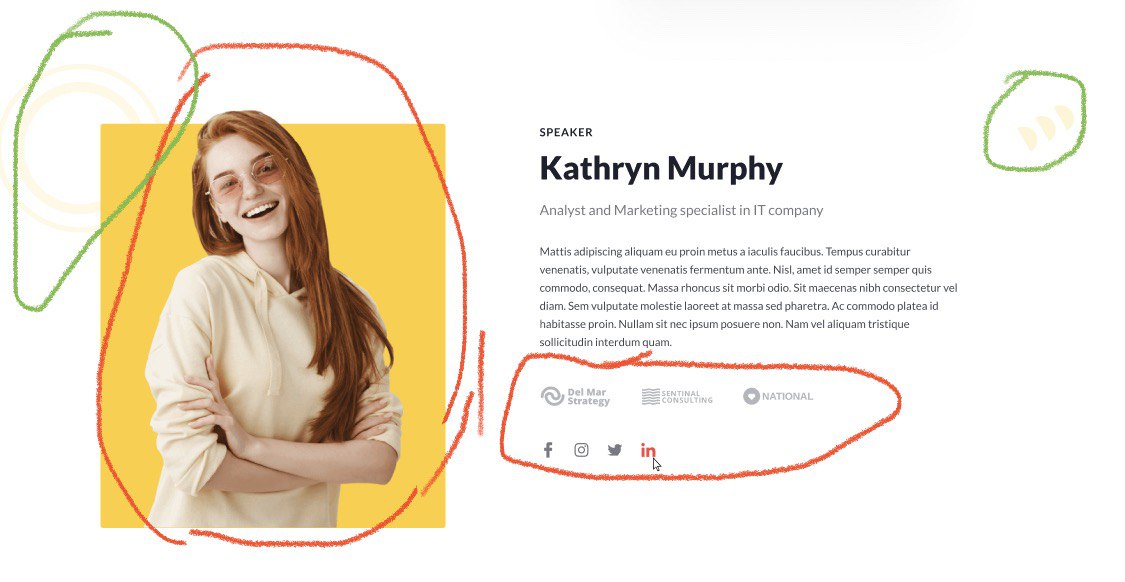 SPEAKER
Kathryn Murphy
Analyst and Marketing specialist in IT company
Mattis adipiscing aliquam eu proin metus a iaculis faucibus. Tempus curabitur
venenatis, vulputate venenatis fermentum ante. Nisl, amet id semper semper quis
commodo, consequat. Massa rhoncus sit morbi odio. Sit maecenas nibh consectetur vel
diam. Sem vulputate molestie laoreet at massa sed pharetra. Ac commodo platea id
habitasse proin. Nullam sit nec ipsum posuere non. Nam vel aliquam tristique
sollicitudin interdum quam.
Del Mar
Strategy
SENTINAL
CONSULTING
NATIONAL
in